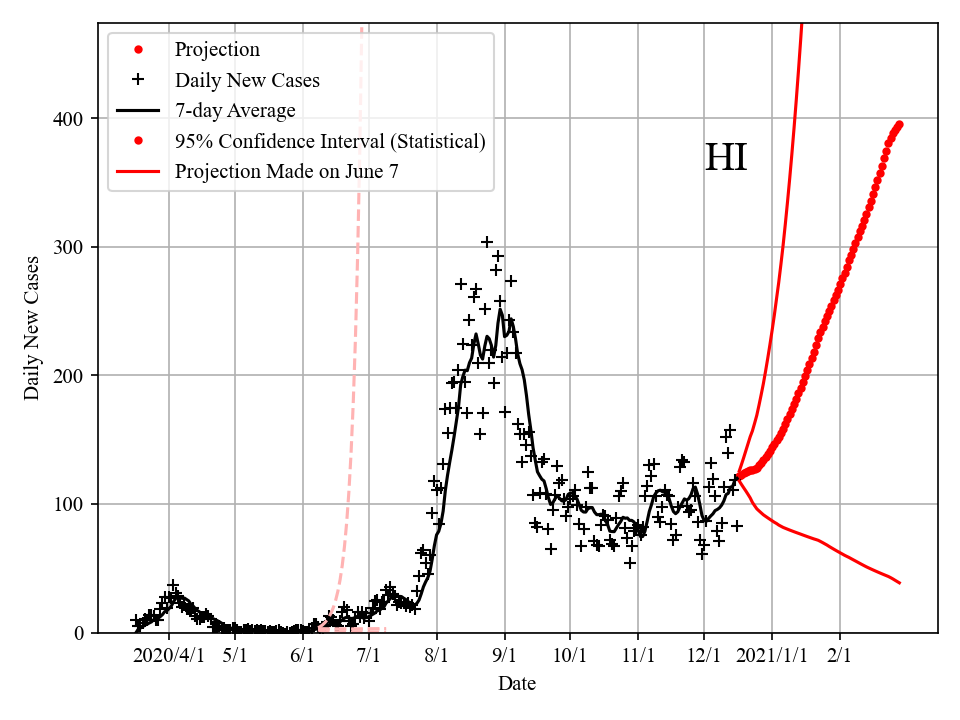 Projection
Daily New Cases
7-day Average
95% Confidence Interval (Statistical)
Projection Made on June 7
HI
400
300
200
100
0
Daily New Cases
2020/4/1 5/1 6/1 7/1 8/1 9/1 10/1 11/1 12/1 2021/1/1 2/1
Date